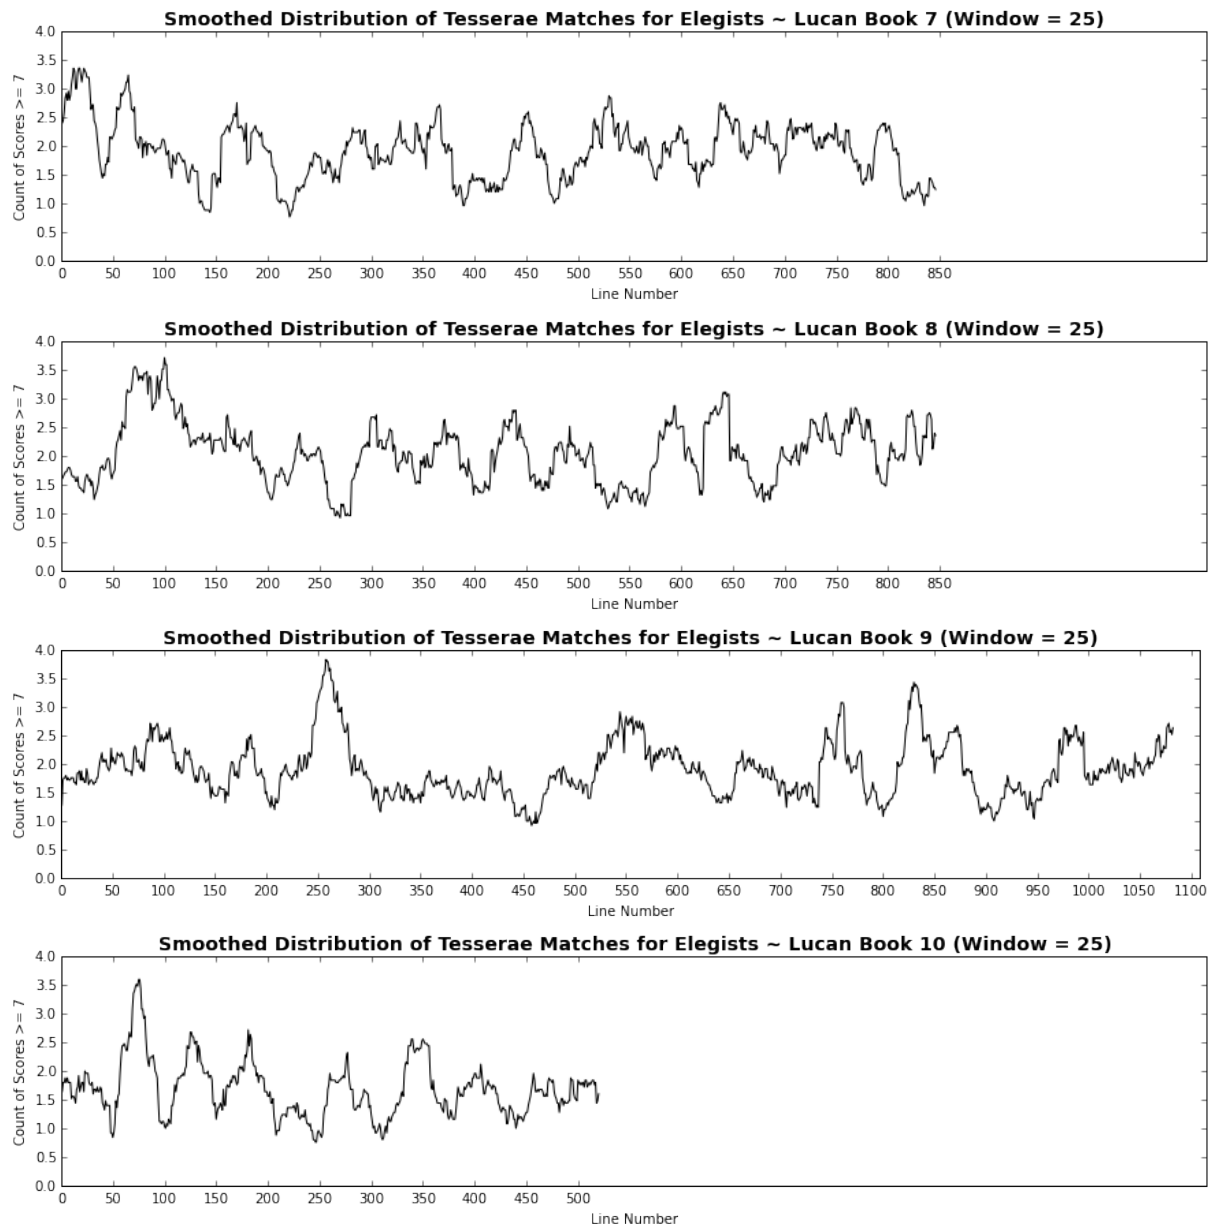 Smoothed Distribution of Tesserae Matches for Elegists ~ Lucan Book 7 (Window = 25)
Count of Scores >= 7
4.0
3.5
3.0
2.5
2.0
1.5
1.0
0.5
0.0
0 50 100 150 200 250 300 350 400 450 500 550 600 650 700 750 800 850
Line Number
Smoothed Distribution of Tesserae Matches for Elegists ~ Lucan Book 8 (Window = 25)
Count of Scores >= 7
4.0
3.5
3.0
2.5
2.0
1.5
1.0
0.5
0.0
0 50 100 150 200 250 300 350 400 450 500 550 600 650 700 750 800 850
Line Number
Smoothed Distribution of Tesserae Matches for Elegists ~ Lucan Book 9 (Window = 25)
Count of Scores >= 7
4.0
3.5
3.0
2.5
2.0
1.5
1.0
0.5
0.0
0 50 100 150 200 250 300 350 400 450 500 550 600 650 700 750 800 850 900 950 1000 1050 1100
Line Number
Smoothed Distribution of Tesserae Matches for Elegists ~ Lucan Book 10 (Window = 25)
Count of Scores >= 7
4.0
3.5
3.0
2.5
2.0
1.5
1.0
0.5
0.0
0 50 100 150 200 250 300 350 400 450 500
Line Number